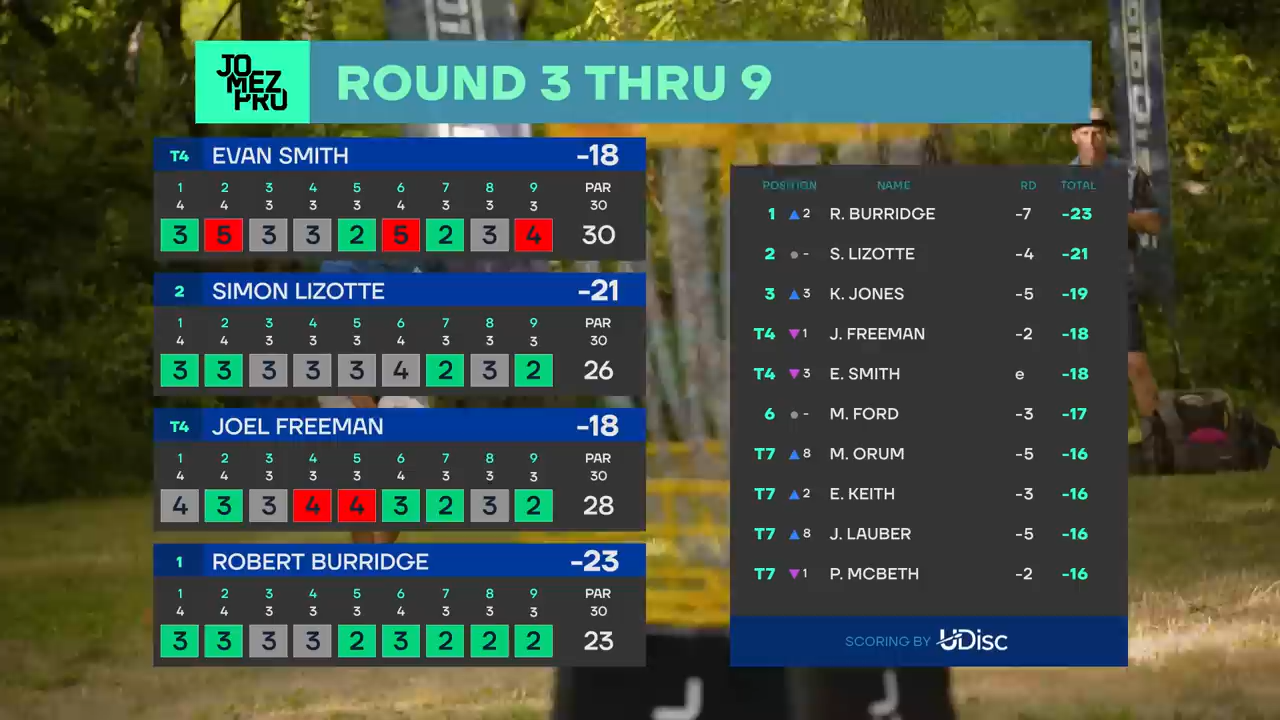 JO
MEZ
PRO
ROUND 3 THRU 9
T4 EVAN SMITH -18
1 2 3 4 5 6 7 8 9 PAR
4 4 3 3 3 4 3 3 3 30
3 5 3 3 2 5 2 3 4 30
2 SIMON LIZOTTE -21
1 2 3 4 5 6 7 8 9 PAR
4 4 3 3 3 4 3 3 3 30
3 3 3 3 3 4 2 3 2 26
T4 JOEL FREEMAN -18
1 2 3 4 5 6 7 8 9 PAR
4 4 3 3 3 4 3 3 3 30
4 3 3 4 4 3 2 3 2 28
1 ROBERT BURRIDGE -23
1 2 3 4 5 6 7 8 9 PAR
4 4 3 3 3 4 3 3 3 30
3 3 3 3 2 3 2 2 2 23
POSITION NAME RD TOTAL
1 ▲2 R. BURRIDGE -7 -23
2 ● - S. LIZOTTE -4 -21
3 ▲3 K. JONES -5 -19
T4 ▼1 J. FREEMAN -2 -18
T4 ▼3 E. SMITH e -18
6 ● - M. FORD -3 -17
T7 ▲8 M. ORUM -5 -16
T7 ▲2 E. KEITH -3 -16
T7 ▲8 J. LAUBER -5 -16
T7 ▼1 P. MCBETH -2 -16
SCORING BY UDisc